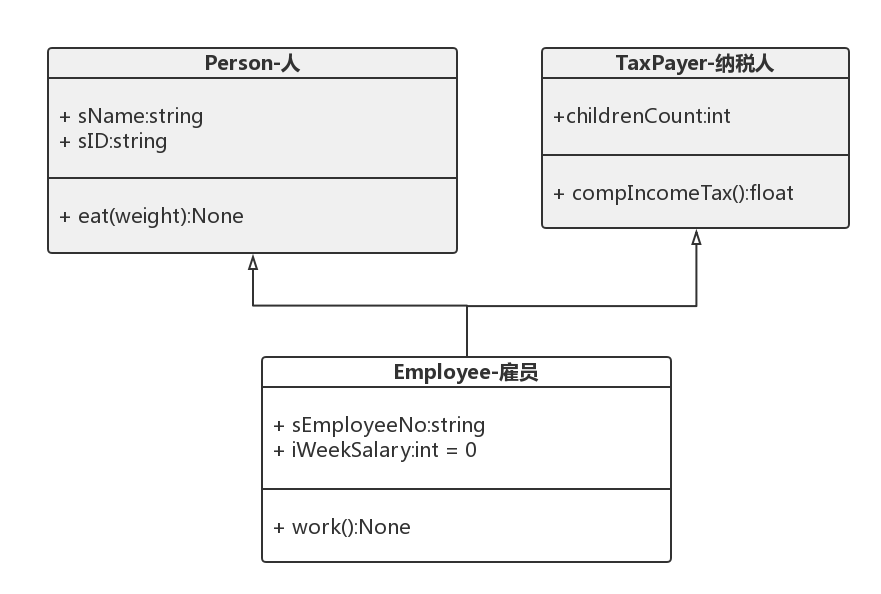 Person-人
+ sName:string
+ sID:string
+ eat(weight):None
TaxPayer-纳税人
+childrenCount:int
+ compIncomeTax():float
Employee-雇员
+ sEmployeeNo:string
+ iWeekSalary:int = 0
+ work():None